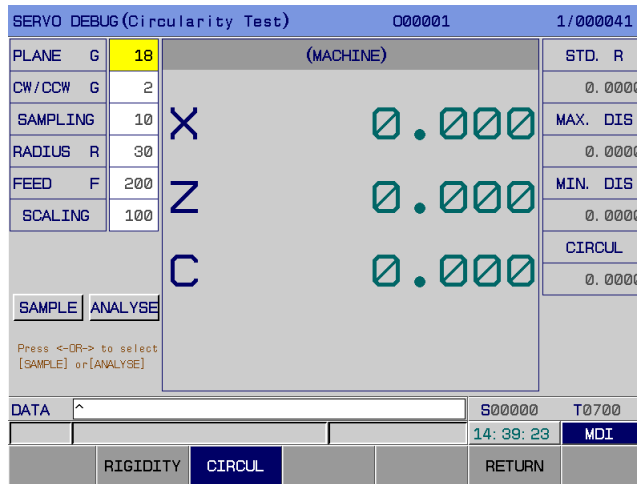 SERVO DEBUG(Circularity Test) O00001 1/000041
PLANE G 18 (MACHINE) STD. R
CW/CCW G 2 0.0000
SAMPLING 10 X 0.000 MAX. DIS
RADIUS R 30 0.0000
FEED F 200 Z 0.000 MIN. DIS
SCALING 100 0.0000
CIRCUL
C 0.000 0.0000
SAMPLE ANALYSE
Press <-OR-> to select
[SAMPLE] or[ANALYSE]
DATA ^ S00000 T0700
14:39:23 MDI
RIGIDITY CIRCUL RETURN